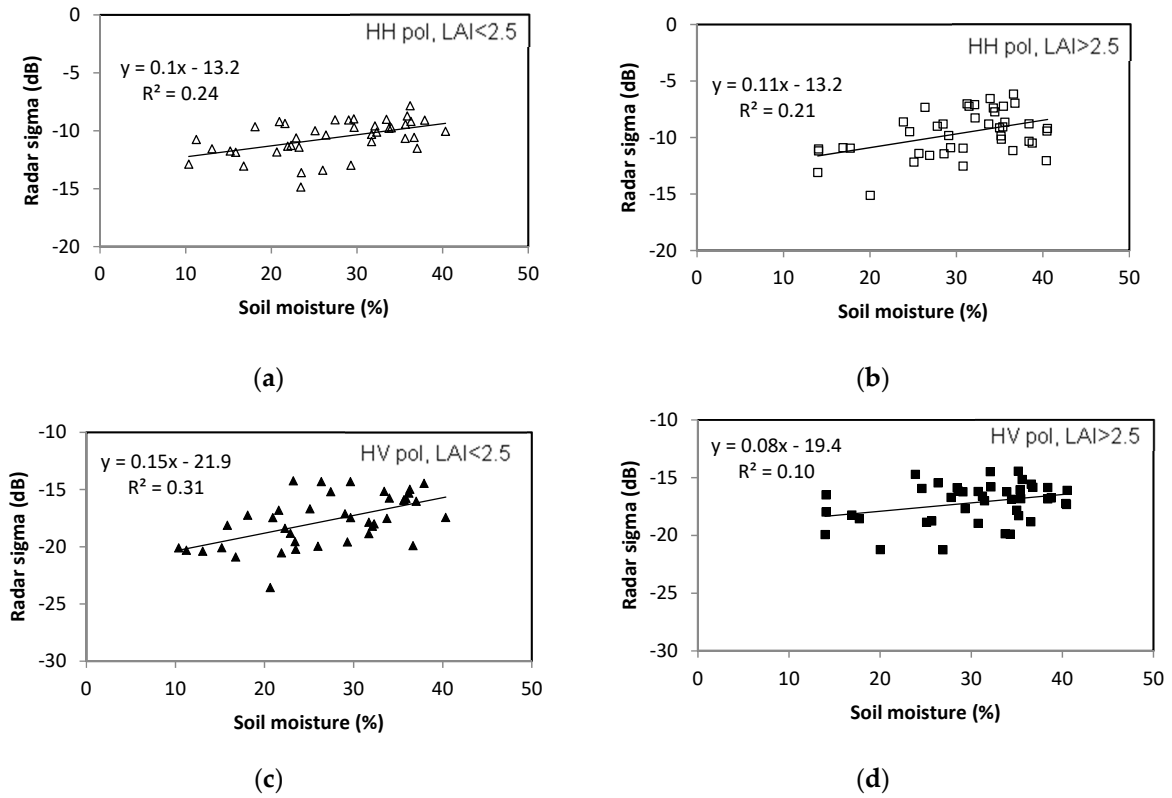 0
-5
-10
-15
-20
0 10 20 30 40 50
Radar sigma (dB)
Soil moisture (%)
HH pol, LAI<2.5
y = 0.1x - 13.2
R² = 0.24
(a)
0
-5
-10
-15
-20
0 10 20 30 40 50
Radar sigma (dB)
Soil moisture (%)
HH pol, LAI>2.5
y = 0.11x - 13.2
R² = 0.21
(b)
-10
-15
-20
-25
-30
0 10 20 30 40 50
Radar sigma (dB)
Soil moisture (%)
HV pol, LAI<2.5
y = 0.15x - 21.9
R² = 0.31
(c)
-10
-15
-20
-25
-30
0 10 20 30 40 50
Radar sigma (dB)
Soil moisture (%)
HV pol, LAI>2.5
y = 0.08x - 19.4
R² = 0.10
(d)